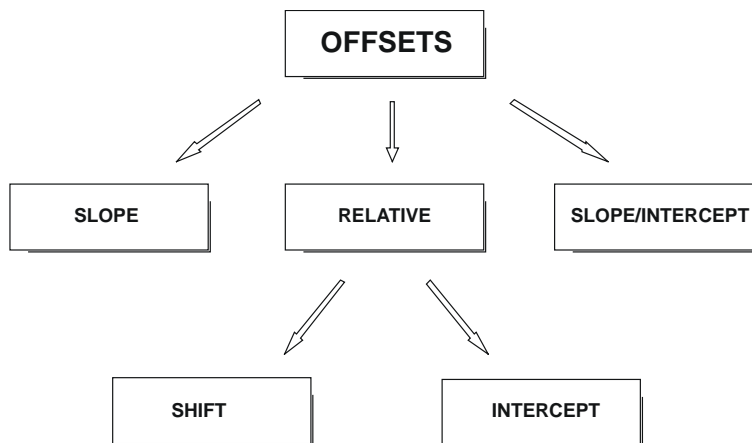 OFFSETS
SLOPE
RELATIVE
SLOPE/INTERCEPT
SHIFT
INTERCEPT